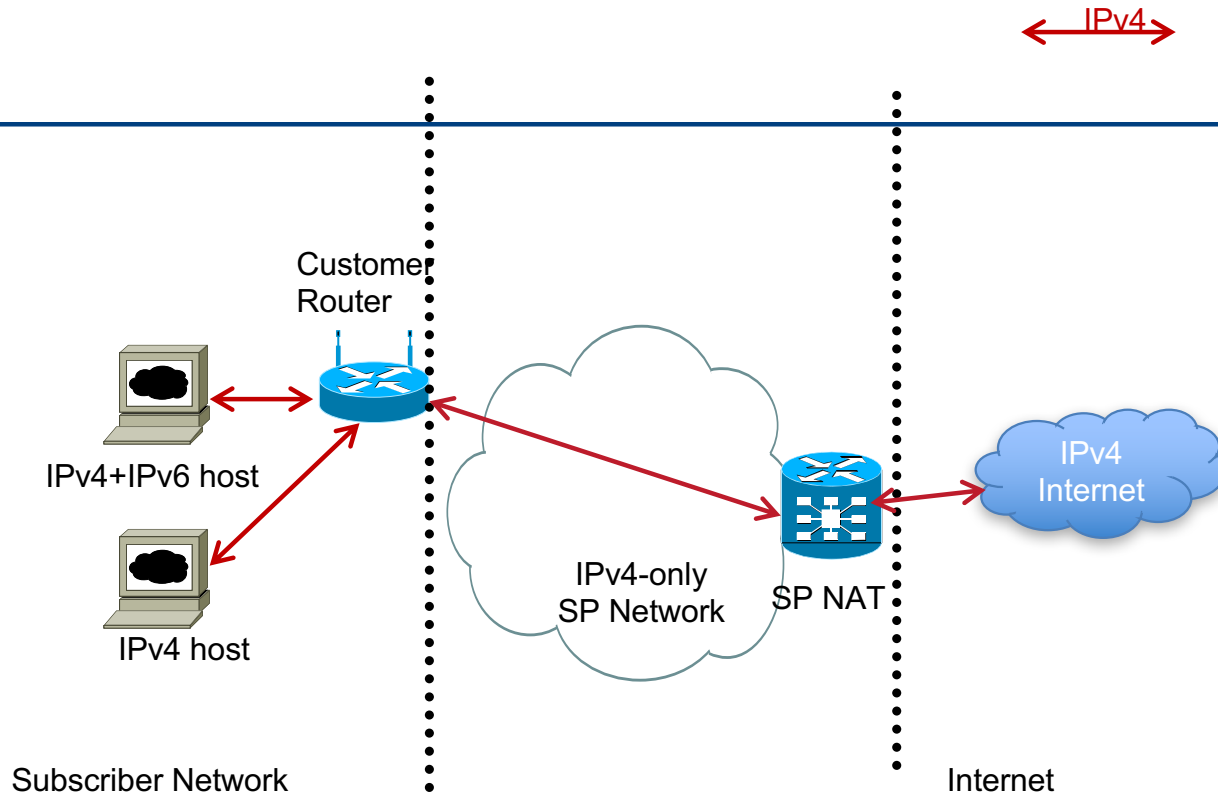 IPv4
Customer
Router
IPv4+IPv6 host
IPv4 host
IPv4-only
SP Network
SP NAT
IPv4
Internet
Subscriber Network
Internet